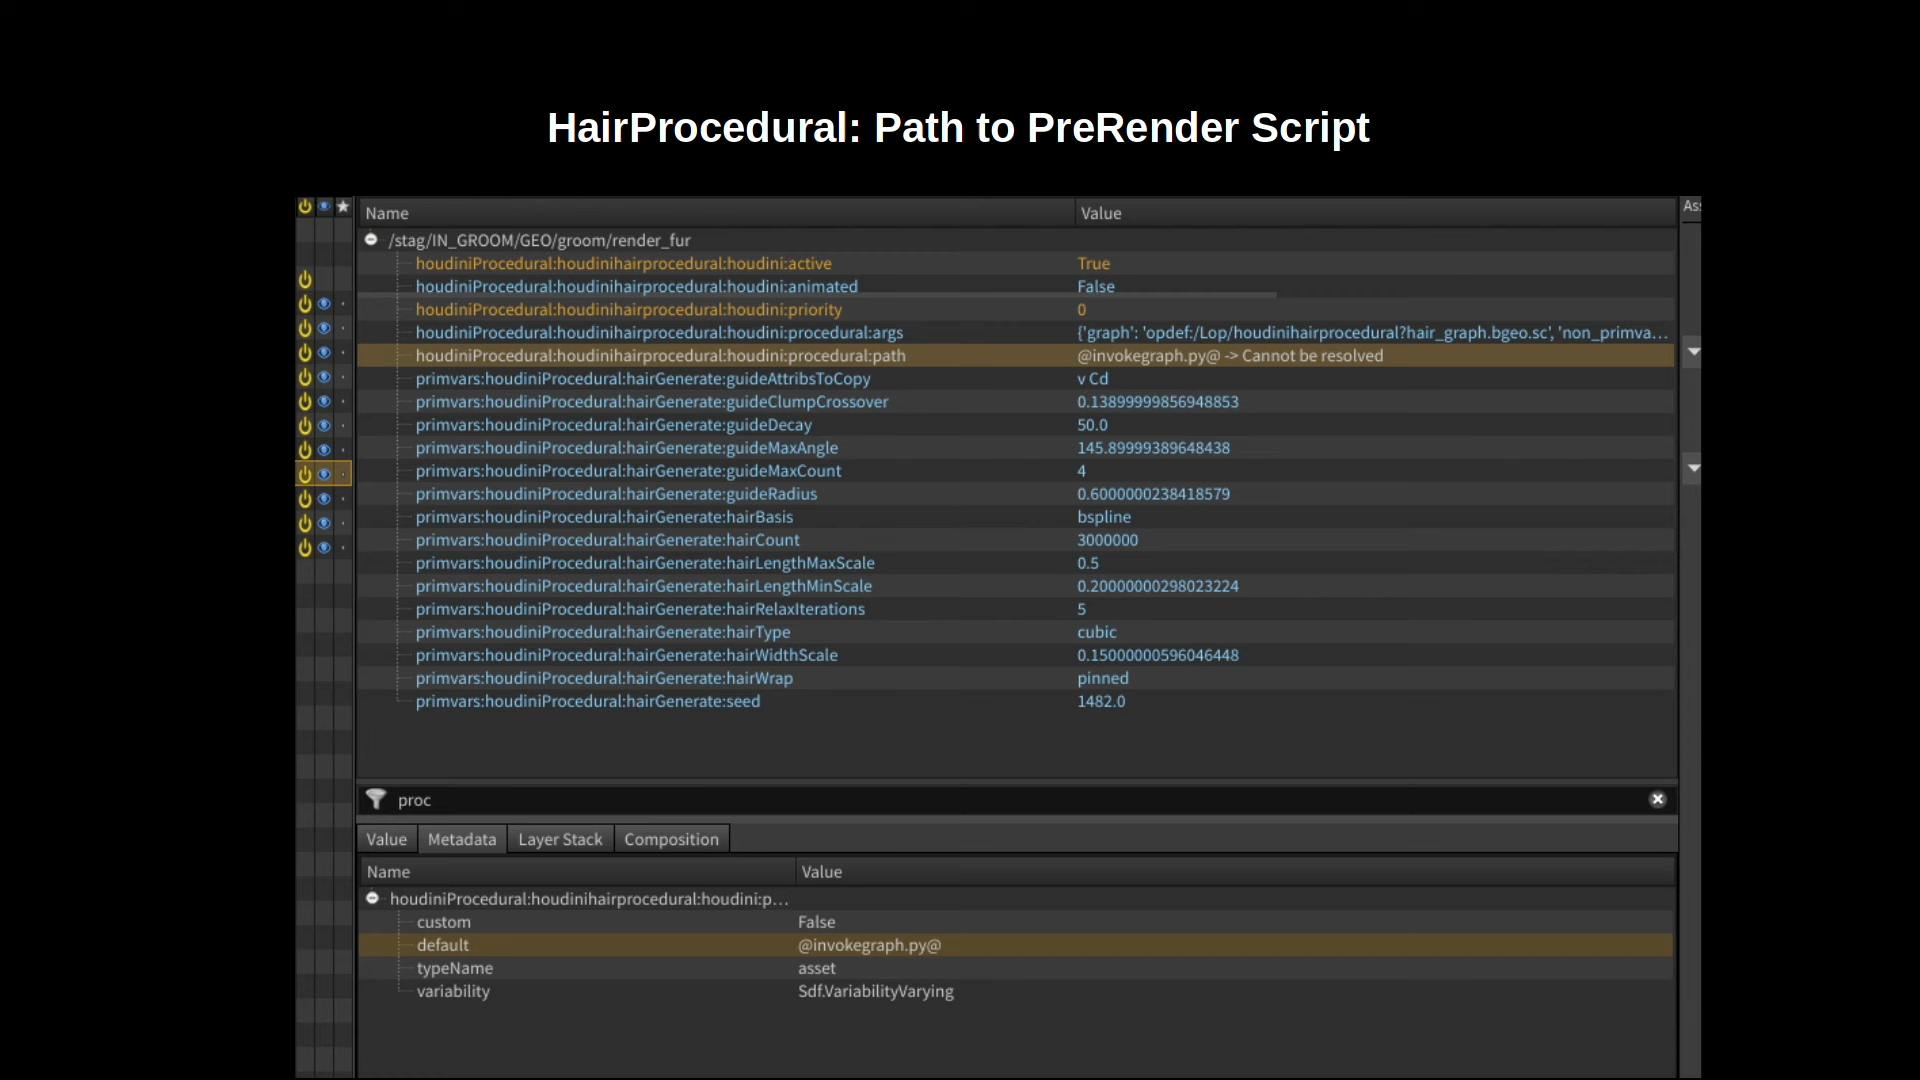 HairProcedural: Path to PreRender Script
Name Value
Ass
/stag/IN_GROOM/GEO/groom/render_fur
houdiniProcedural:houdinihairprocedural:houdini:active True
houdiniProcedural:houdinihairprocedural:houdini:animated False
houdiniProcedural:houdinihairprocedural:houdini:priority 0
houdiniProcedural:houdinihairprocedural:houdini:procedural:args {'graph': 'opdef:/Lop/houdinihairprocedural?hair_graph.bgeo.sc', 'non_primva...
houdiniProcedural:houdinihairprocedural:houdini:procedural:path @invokegraph.py@ -> Cannot be resolved
primvars:houdiniProcedural:hairGenerate:guideAttribsToCopy v Cd
primvars:houdiniProcedural:hairGenerate:guideClumpCrossover 0.13899999856948853
primvars:houdiniProcedural:hairGenerate:guideDecay 50.0
primvars:houdiniProcedural:hairGenerate:guideMaxAngle 145.89999389648438
primvars:houdiniProcedural:hairGenerate:guideMaxCount 4
primvars:houdiniProcedural:hairGenerate:guideRadius 0.6000000238418579
primvars:houdiniProcedural:hairGenerate:hairBasis bspline
primvars:houdiniProcedural:hairGenerate:hairCount 3000000
primvars:houdiniProcedural:hairGenerate:hairLengthMaxScale 0.5
primvars:houdiniProcedural:hairGenerate:hairLengthMinScale 0.20000000298023224
primvars:houdiniProcedural:hairGenerate:hairRelaxIterations 5
primvars:houdiniProcedural:hairGenerate:hairType cubic
primvars:houdiniProcedural:hairGenerate:hairWidthScale 0.15000000596046448
primvars:houdiniProcedural:hairGenerate:hairWrap pinned
primvars:houdiniProcedural:hairGenerate:seed 1482.0
proc
Value Metadata Layer Stack Composition
Name Value
houdiniProcedural:houdinihairprocedural:houdini:p...
custom False
default @invokegraph.py@
typeName asset
variability Sdf.VariabilityVarying